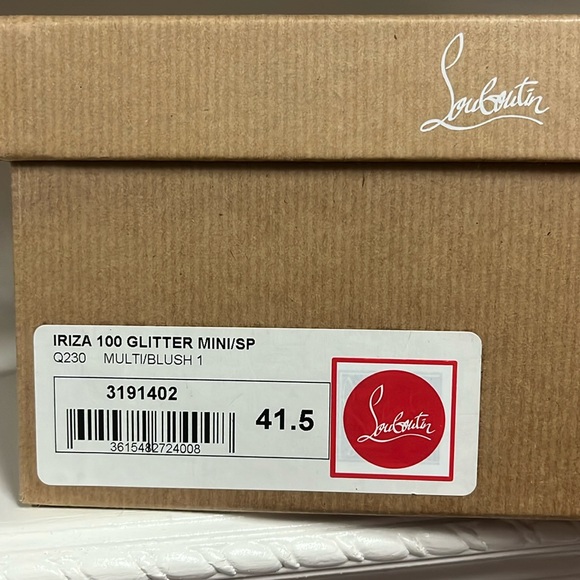 Louboutin
IRIZA 100 GLITTER MINI/SP
Q230 MULTI/BLUSH 1
3191402
3615482724008
41.5
Louboutin